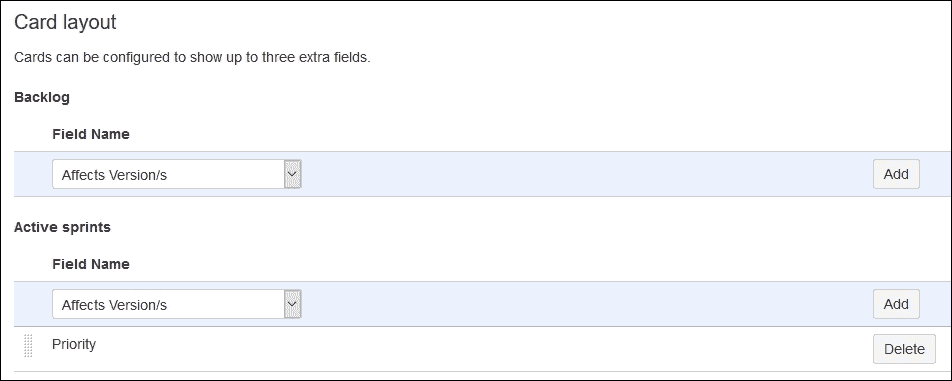 Card layout
Cards can be configured to show up to three extra fields.
Backlog
Field Name
Affects Version/s Add
Active sprints
Field Name
Affects Version/s Add
Priority Delete